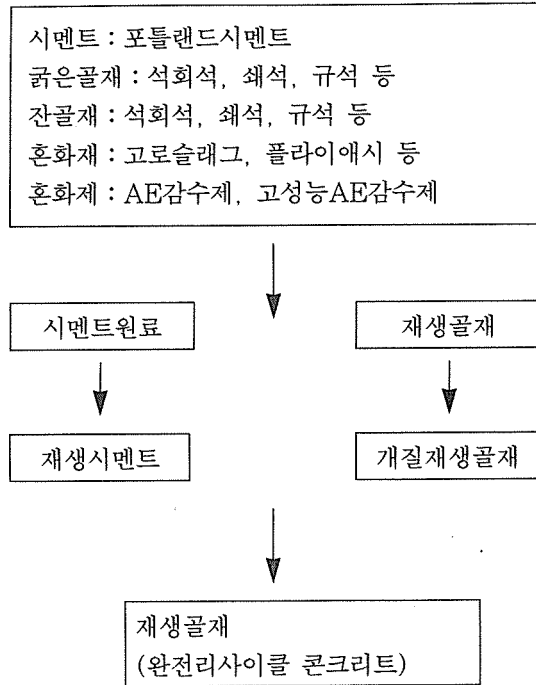 시멘트 : 포틀랜드시멘트
굵은골재 : 석회석, 쇄석, 규석 등
잔골재 : 석회석, 쇄석, 규석 등
혼화재 : 고로슬래그, 플라이애시 등
혼화제 : AE감수제, 고성능AE감수제
시멘트원료
재생골재
재생시멘트
개질재생골재
재생골재
(완전리사이클 콘크리트)